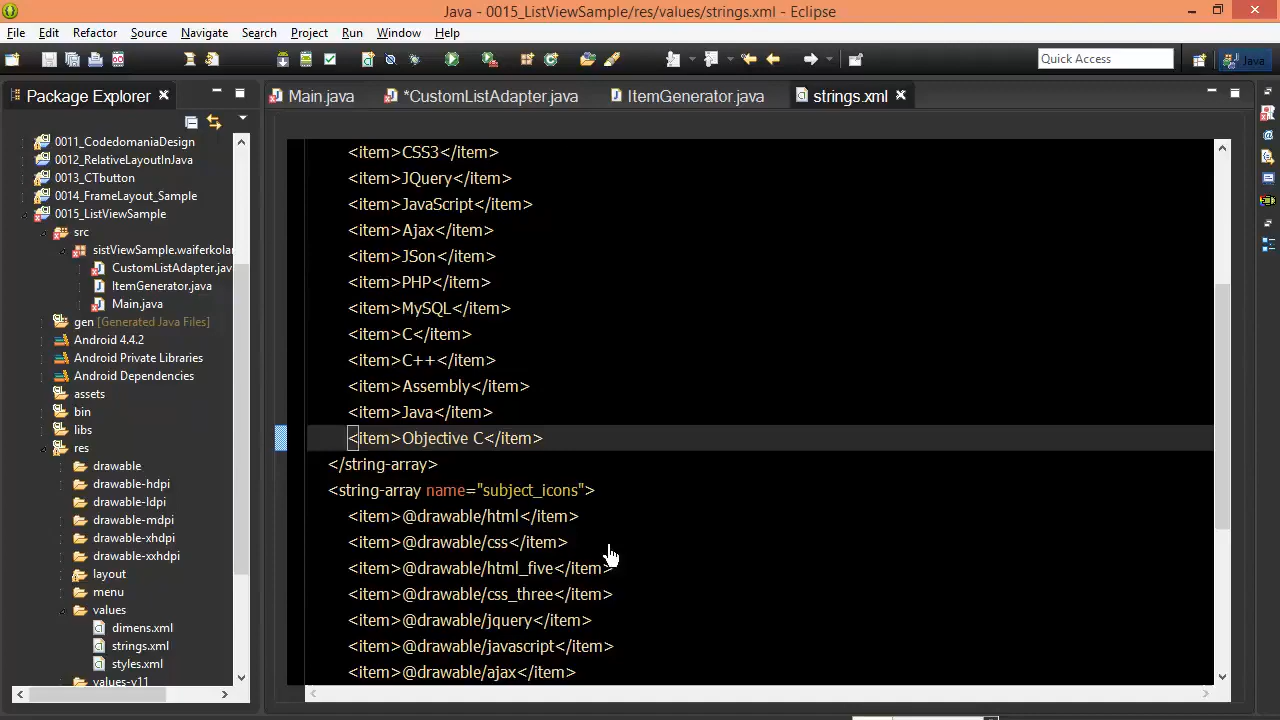 Java - 0015_ListViewSample/res/values/strings.xml - Eclipse
File Edit Refactor Source Navigate Search Project Run Window Help
Quick Access
Java
Package Explorer
Main.java
*CustomListAdapter.java
ItemGenerator.java
strings.xml
0011_CodedomaniaDesign
0012_RelativeLayoutInJava
0013_CTbutton
0014_FrameLayout_Sample
0015_ListViewSample
src
sistViewSample.waiferkolar
CustomListAdapter.jav
ItemGenerator.java
Main.java
gen [Generated Java Files]
Android 4.4.2
Android Private Libraries
Android Dependencies
assets
bin
libs
res
drawable
drawable-hdpi
drawable-ldpi
drawable-mdpi
drawable-xhdpi
drawable-xxhdpi
layout
menu
values
dimens.xml
strings.xml
styles.xml
values-v11
<item>CSS3</item>
<item>JQuery</item>
<item>JavaScript</item>
<item>Ajax</item>
<item>JSon</item>
<item>PHP</item>
<item>MySQL</item>
<item>C</item>
<item>C++</item>
<item>Assembly</item>
<item>Java</item>
<item>Objective C</item>
</string-array>
<string-array name="subject_icons">
<item>@drawable/html</item>
<item>@drawable/css</item>
<item>@drawable/html_five</item>
<item>@drawable/css_three</item>
<item>@drawable/jquery</item>
<item>@drawable/javascript</item>
<item>@drawable/ajax</item>